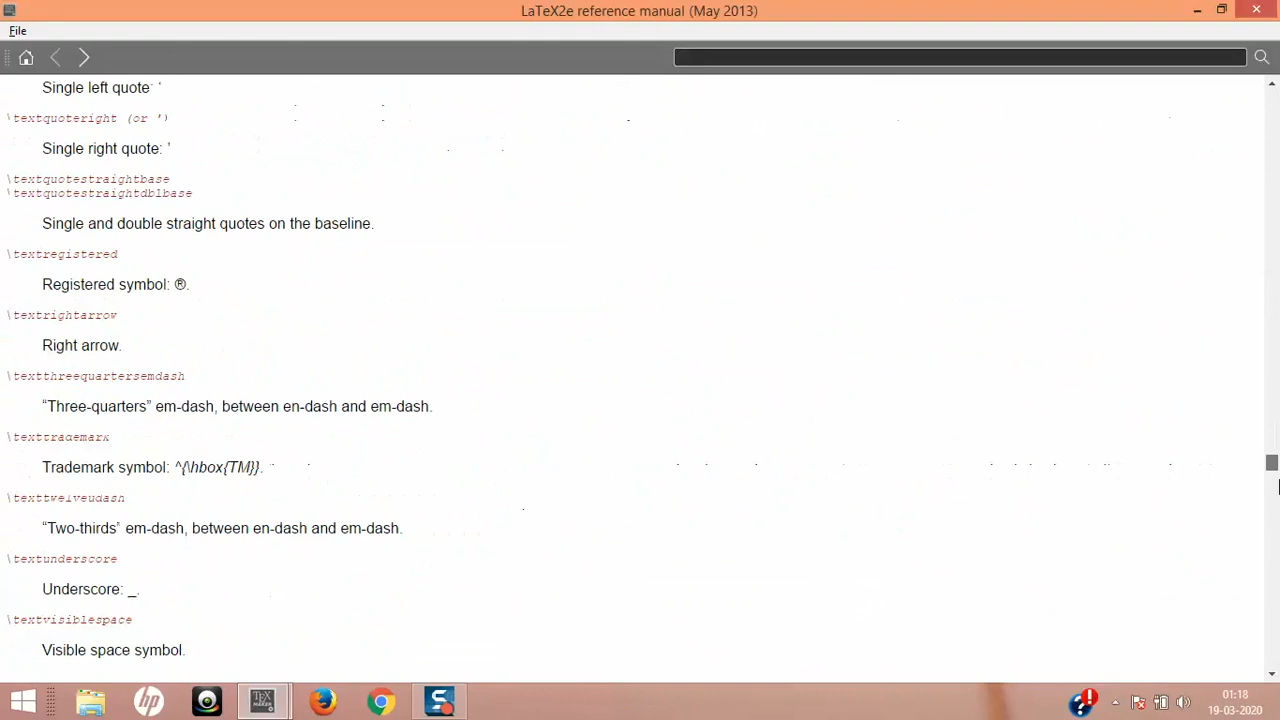 LaTeX2e reference manual (May 2013)
File
Single left quote: ‘
\textquoteright (or ')
Single right quote: ’
\textquotestraightbase
\textquotestraightdblbase
Single and double straight quotes on the baseline.
\textregistered
Registered symbol: ®.
\textrightarrow
Right arrow.
\textthreequartersemdash
“Three-quarters” em-dash, between en-dash and em-dash.
\texttrademark
Trademark symbol: ^{\hbox{TM}}.
\texttwelveudash
“Two-thirds” em-dash, between en-dash and em-dash.
\textunderscore
Underscore: _.
\textvisiblespace
Visible space symbol.
hp
TEX
MAKER
S
01:18
19-03-2020